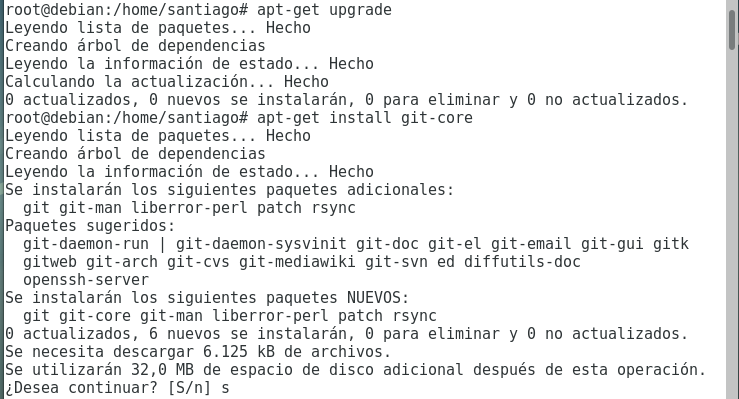 root@debian:/home/santiago# apt-get upgrade
Leyendo lista de paquetes... Hecho
Creando árbol de dependencias
Leyendo la información de estado... Hecho
Calculando la actualización... Hecho
0 actualizados, 0 nuevos se instalarán, 0 para eliminar y 0 no actualizados.
root@debian:/home/santiago# apt-get install git-core
Leyendo lista de paquetes... Hecho
Creando árbol de dependencias
Leyendo la información de estado... Hecho
Se instalarán los siguientes paquetes adicionales:
  git git-man liberror-perl patch rsync
Paquetes sugeridos:
  git-daemon-run | git-daemon-sysvinit git-doc git-el git-email git-gui gitk
  gitweb git-arch git-cvs git-mediawiki git-svn ed diffutils-doc
  openssh-server
Se instalarán los siguientes paquetes NUEVOS:
  git git-core git-man liberror-perl patch rsync
0 actualizados, 6 nuevos se instalarán, 0 para eliminar y 0 no actualizados.
Se necesita descargar 6.125 kB de archivos.
Se utilizarán 32,0 MB de espacio de disco adicional después de esta operación.
¿Desea continuar? [S/n] s